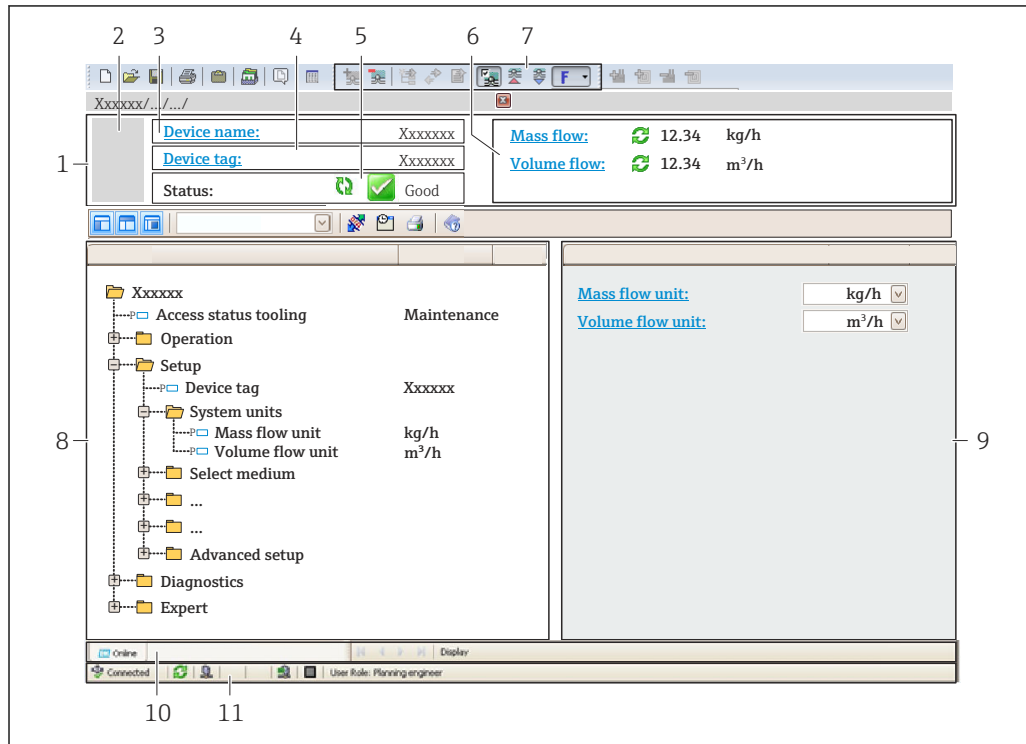 2 3 4 5 6 7
F
Xxxxxx/.../.../
1
Device name: Xxxxxxx
Device tag: Xxxxxxx
Status: Good
Mass flow: 12.34 kg/h
Volume flow: 12.34 m³/h
Xxxxxx
P Access status tooling Maintenance
Operation
Setup
P Device tag Xxxxxx
System units
P Mass flow unit kg/h
P Volume flow unit m³/h
Select medium
...
...
Advanced setup
Diagnostics
Expert
8
Mass flow unit: kg/h
Volume flow unit: m³/h
9
Online Display
Connected User Role: Planning engineer
10 11